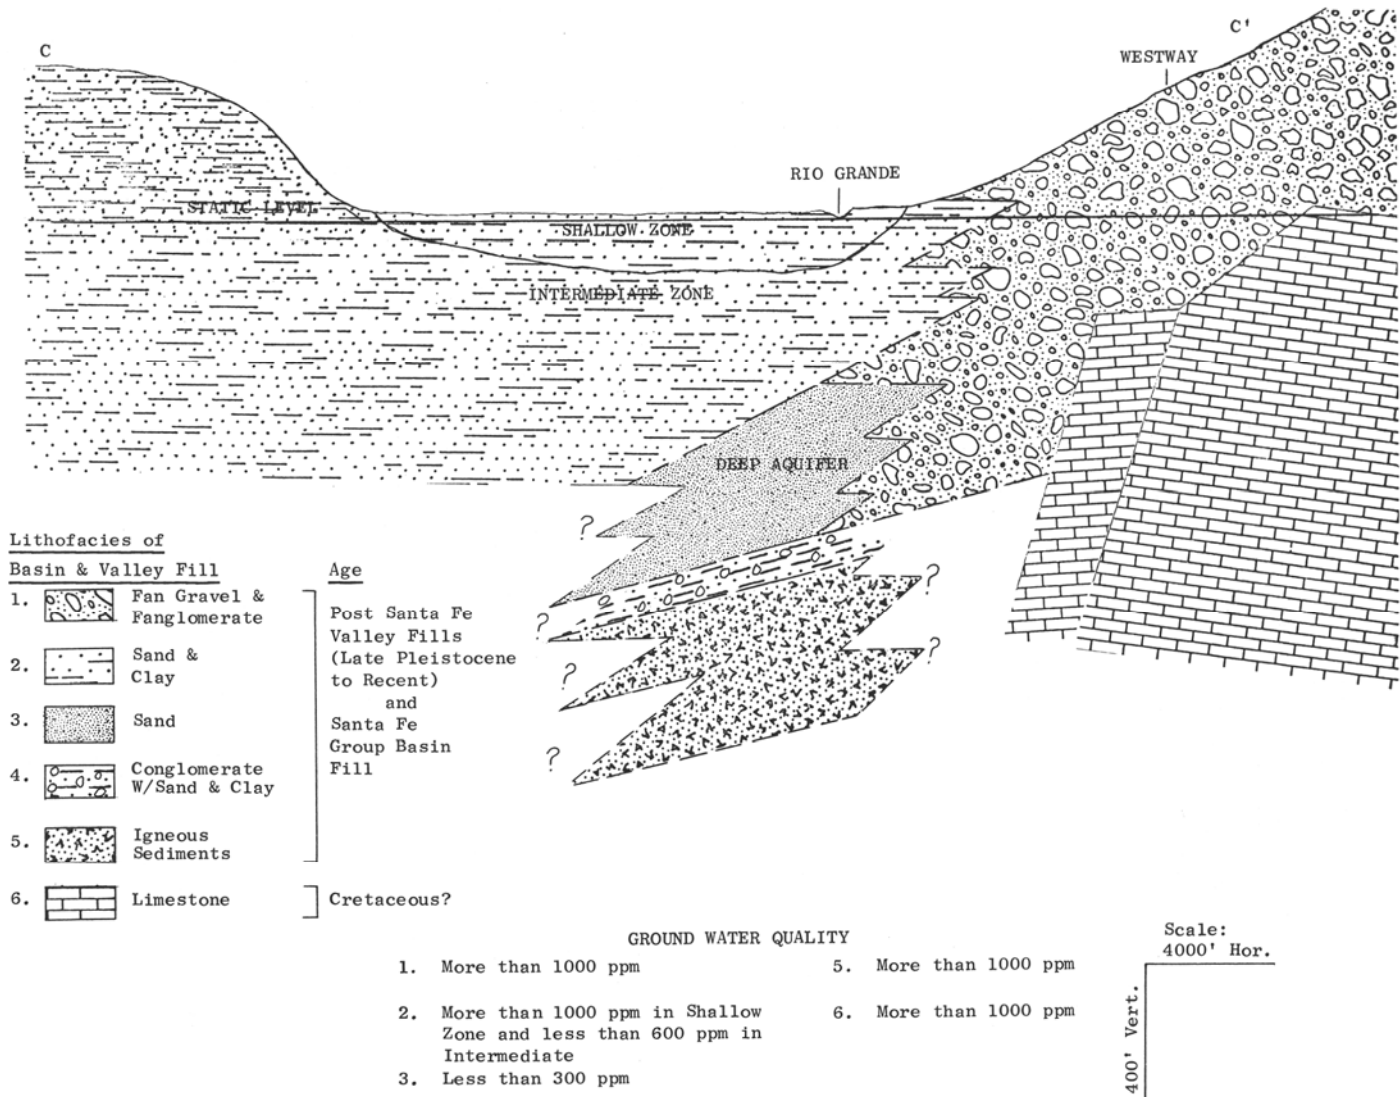 C
C'
WESTWAY
RIO GRANDE
STATIC LEVEL
SHALLOW ZONE
INTERMEDIATE ZONE
DEEP AQUIFER
?
?
?
?
?
?
Lithofacies of
Basin & Valley Fill
1. Fan Gravel &
Fanglomerate
2. Sand &
Clay
3. Sand
4. Conglomerate
W/Sand & Clay
5. Igneous
Sediments
6. Limestone
Age
Post Santa Fe
Valley Fills
(Late Pleistocene
to Recent)
and
Santa Fe
Group Basin
Fill
Cretaceous?
GROUND WATER QUALITY
1. More than 1000 ppm
2. More than 1000 ppm in Shallow
Zone and less than 600 ppm in
Intermediate
3. Less than 300 ppm
5. More than 1000 ppm
6. More than 1000 ppm
Scale:
4000' Hor.
400' Vert.